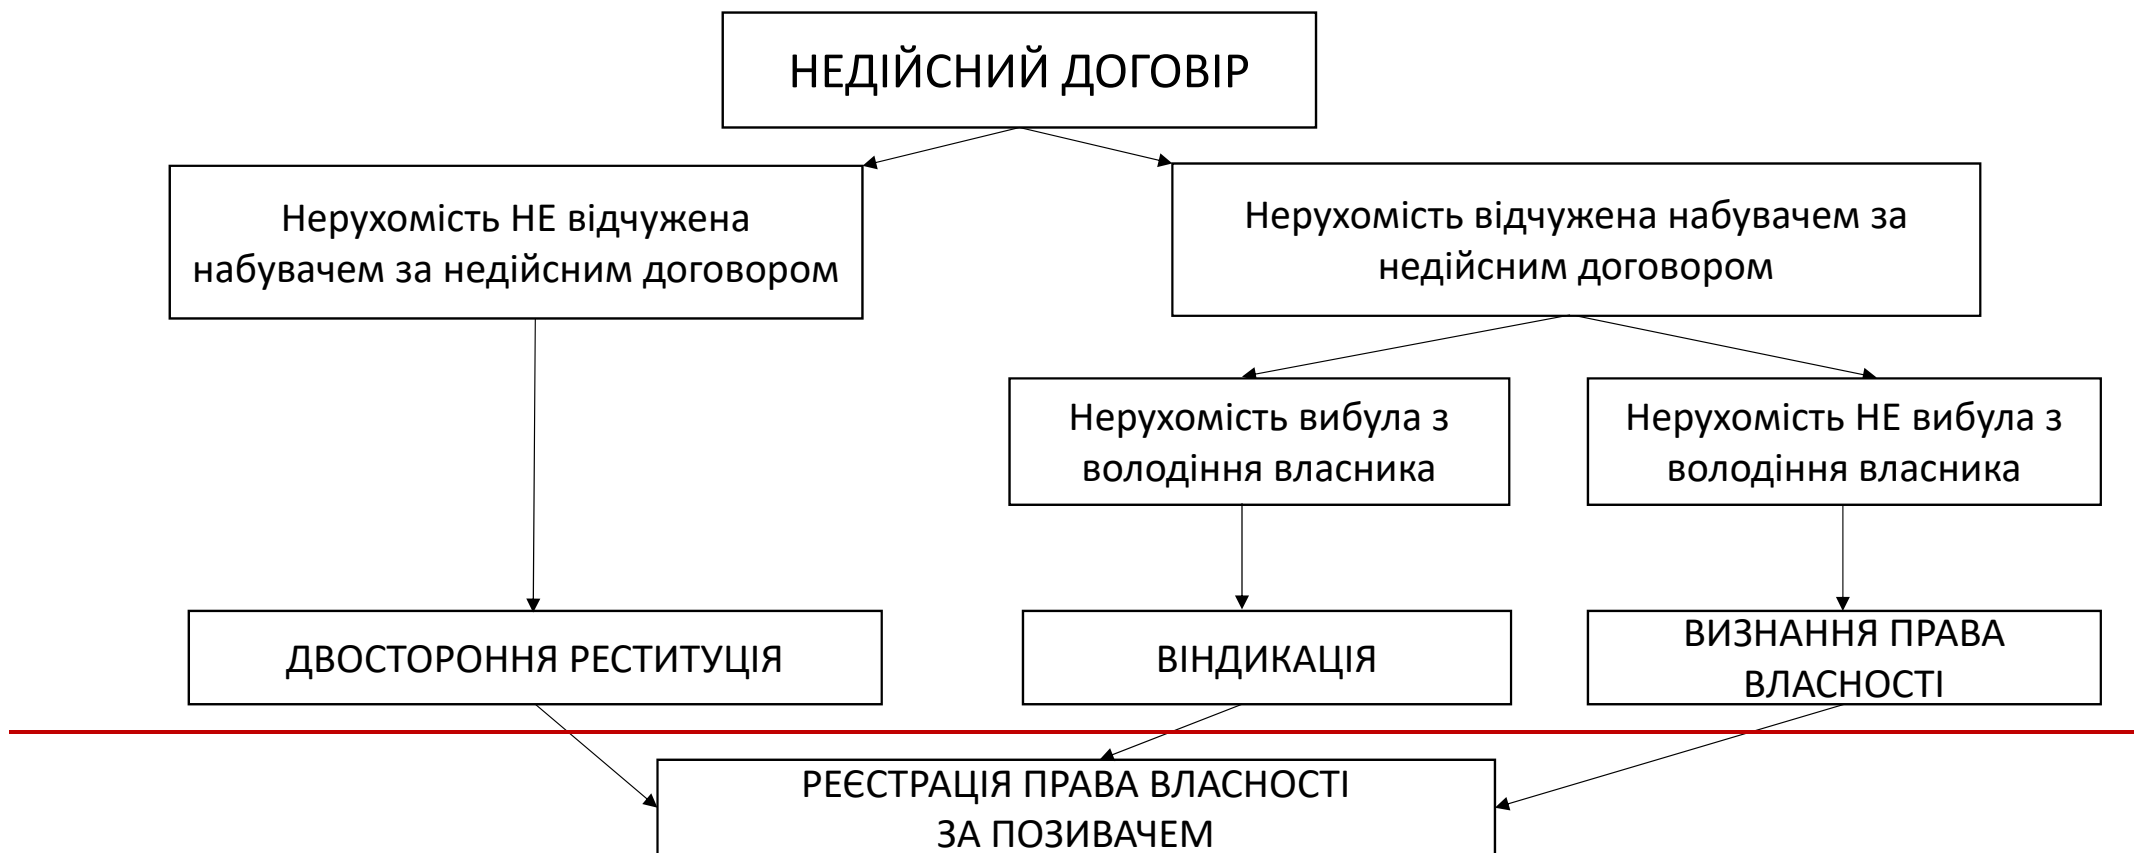 НЕДІЙСНИЙ ДОГОВІР
Нерухомість НЕ відчужена
набувачем за недійсним договором
Нерухомість відчужена набувачем за
недійсним договором
Нерухомість вибула з
володіння власника
Нерухомість НЕ вибула з
володіння власника
ДВОСТОРОННЯ РЕСТИТУЦІЯ
ВІНДИКАЦІЯ
ВИЗНАННЯ ПРАВА
ВЛАСНОСТІ
РЕЄСТРАЦІЯ ПРАВА ВЛАСНОСТІ
ЗА ПОЗИВАЧЕМ